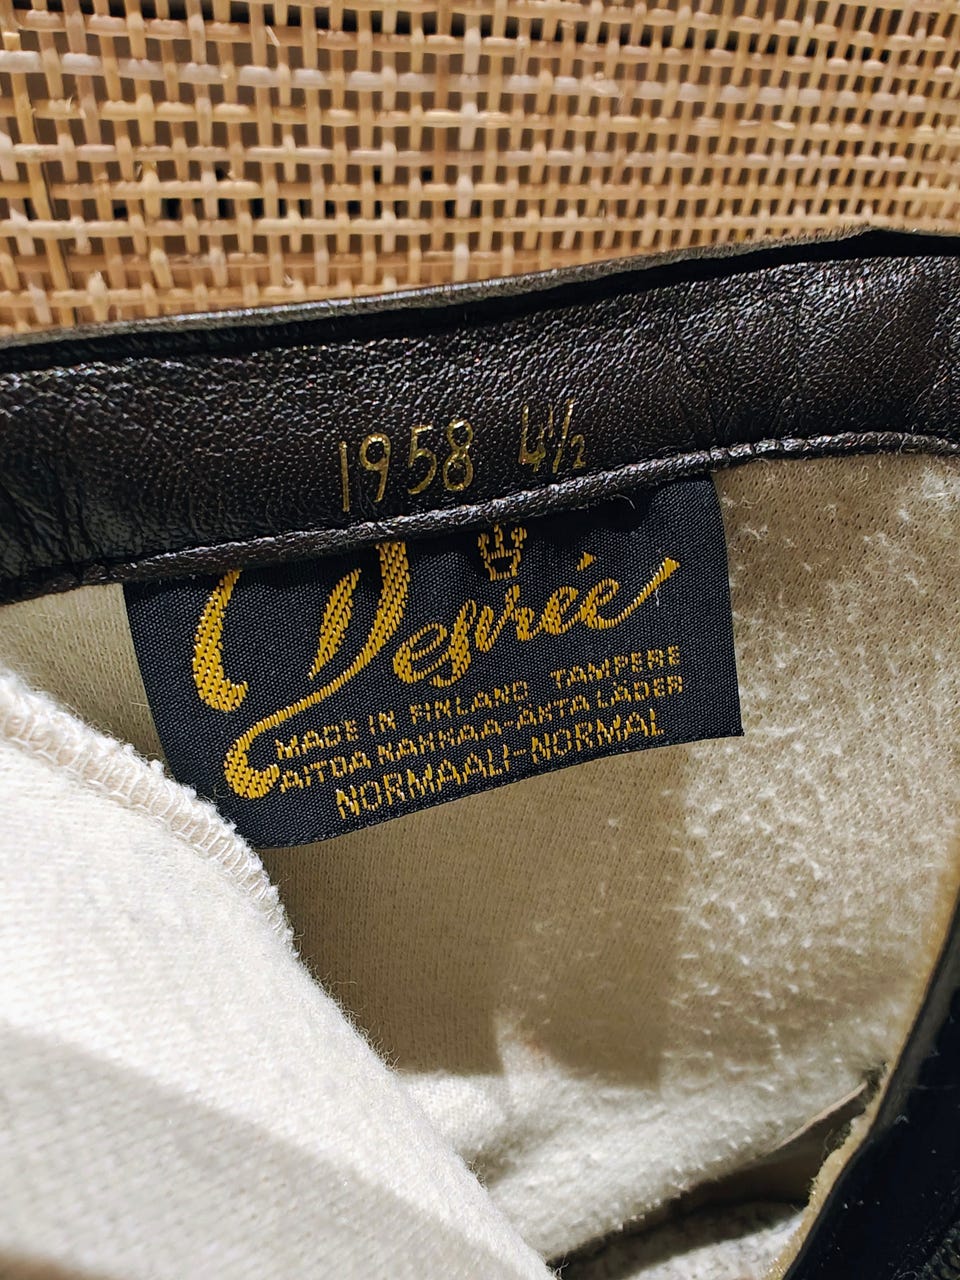 1958 4½
Desirée
MADE IN FINLAND TAMPERE
AITOA NAHKAA-ÄKTA LÄDER
NORMAALI-NORMAL